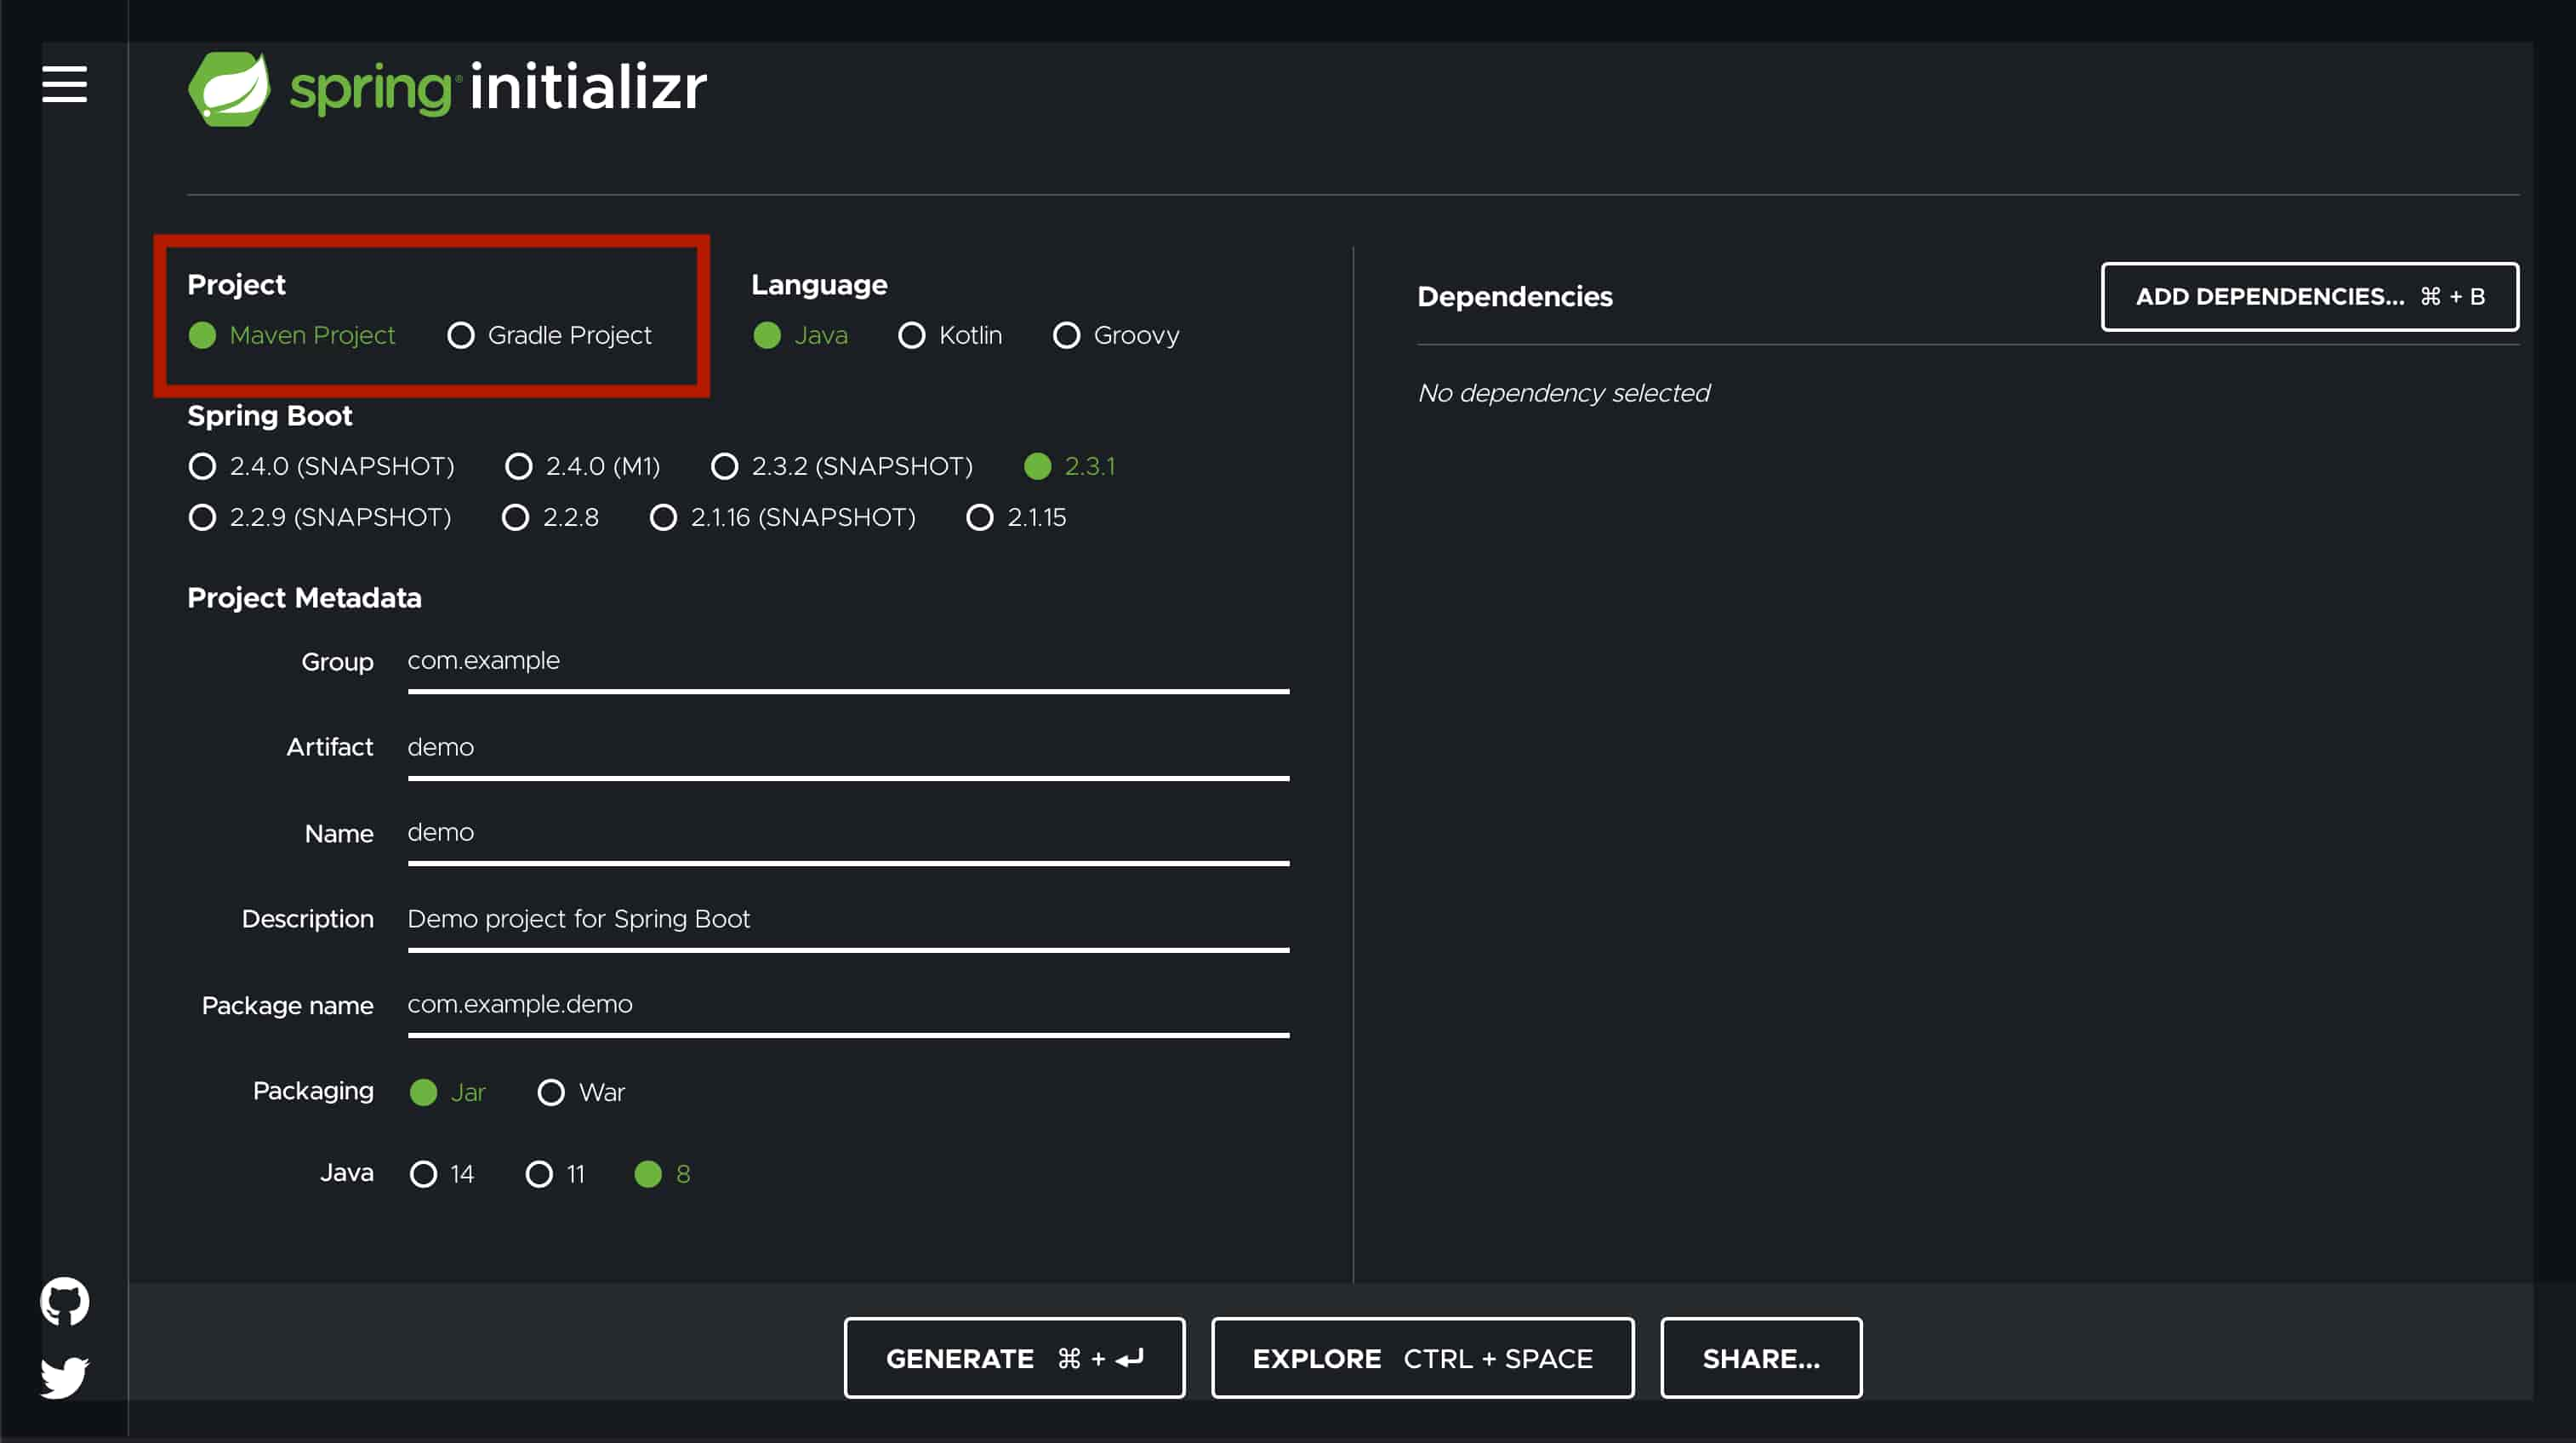 spring initializr
Project
Maven Project Gradle Project
Language
Java Kotlin Groovy
Spring Boot
2.4.0 (SNAPSHOT) 2.4.0 (M1) 2.3.2 (SNAPSHOT) 2.3.1
2.2.9 (SNAPSHOT) 2.2.8 2.1.16 (SNAPSHOT) 2.1.15
Project Metadata
Group com.example
Artifact demo
Name demo
Description Demo project for Spring Boot
Package name com.example.demo
Packaging Jar War
Java 14 11 8
Dependencies
ADD DEPENDENCIES... ⌘ + B
No dependency selected
GENERATE ⌘ + ↵
EXPLORE CTRL + SPACE
SHARE...